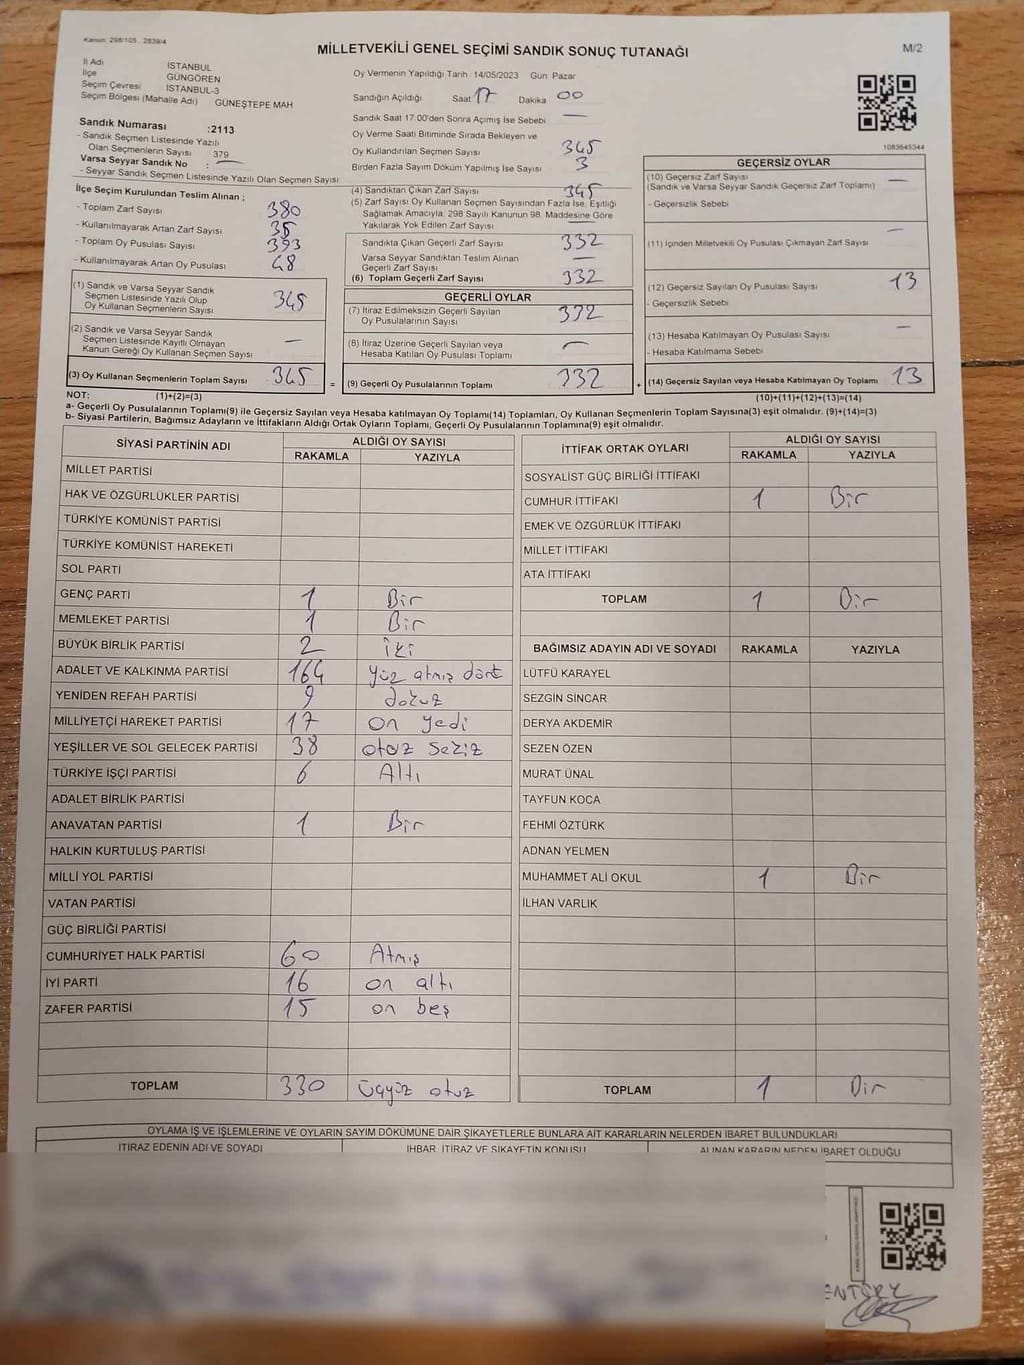 Kanun: 298/105 , 2839/4
MİLLETVEKİLİ GENEL SEÇİMİ SANDIK SONUÇ TUTANAĞI
M/2
İl Adı İSTANBUL
İlçe GÜNGÖREN
Seçim Çevresi İSTANBUL-3
Seçim Bölgesi (Mahalle Adı) GÜNEŞTEPE MAH
Sandık Numarası :2113
- Sandık Seçmen Listesinde Yazılı
Olan Seçmenlerin Sayısı : 379
Varsa Seyyar Sandık No : —
- Seyyar Sandık Seçmen Listesinde Yazılı Olan Seçmen Sayısı
İlçe Seçim Kurulundan Teslim Alınan ;
- Toplam Zarf Sayısı 380
- Kullanılmayarak Artan Zarf Sayısı 35
- Toplam Oy Pusulası Sayısı 393
- Kullanılmayarak Artan Oy Pusulası 48
(1) Sandık ve Varsa Seyyar Sandık
Seçmen Listesinde Yazılı Olup
Oy Kullanan Seçmenlerin Sayısı 345
(2) Sandık ve Varsa Seyyar Sandık
Seçmen Listesinde Kayıtlı Olmayan
Kanun Gereği Oy Kullanan Seçmen Sayısı —
(3) Oy Kullanan Seçmenlerin Toplam Sayısı 345
Oy Vermenin Yapıldığı Tarih 14/05/2023 Gün Pazar
Sandığın Açıldığı Saat 17 Dakika 00
Sandık Saat 17:00'den Sonra Açımış İse Sebebi —
Oy Verme Saati Bitiminde Sırada Bekleyen ve
Oy Kullandırılan Seçmen Sayısı 345
Birden Fazla Sayım Döküm Yapılmış İse Sayısı 3
(4) Sandıktan Çıkan Zarf Sayısı 345
(5) Zarf Sayısı Oy Kullanan Seçmen Sayısından Fazla İse, Eşitliği
Sağlamak Amacıyla; 298 Sayılı Kanunun 98. Maddesine Göre
Yakılarak Yok Edilen Zarf Sayısı —
Sandıkta Çıkan Geçerli Zarf Sayısı 332
Varsa Seyyar Sandıktan Teslim Alınan
Geçerli Zarf Sayısı —
(6) Toplam Geçerli Zarf Sayısı 332
GEÇERLİ OYLAR
(7) İtiraz Edilmeksizin Geçerli Sayılan
Oy Pusulalarının Sayısı 332
(8) İtiraz Üzerine Geçerli Sayılan veya
Hesaba Katılan Oy Pusulası Toplamı —
= (9) Geçerli Oy Pusulalarının Toplamı 332
1083645344
GEÇERSİZ OYLAR
(10) Geçersiz Zarf Sayısı —
(Sandık ve Varsa Seyyar Sandık Geçersiz Zarf Toplamı)
- Geçersizlik Sebebi
(11) İçinden Milletvekili Oy Pusulası Çıkmayan Zarf Sayısı —
(12) Geçersiz Sayılan Oy Pusulası Sayısı 13
- Geçersizlik Sebebi
(13) Hesaba Katılmayan Oy Pusulası Sayısı —
- Hesaba Katılmama Sebebi
+ (14) Geçersiz Sayılan veya Hesaba Katılmayan Oy Toplamı 13
NOT: (1)+(2)=(3) (10)+(11)+(12)+(13)=(14)
a- Geçerli Oy Pusulalarının Toplamı(9) ile Geçersiz Sayılan veya Hesaba katılmayan Oy Toplamı(14) Toplamları, Oy Kullanan Seçmenlerin Toplam Sayısına(3) eşit olmalıdır. (9)+(14)=(3)
b- Siyasi Partilerin, Bağımsız Adayların ve İttifakların Aldığı Ortak Oyların Toplamı, Geçerli Oy Pusulalarının Toplamına(9) eşit olmalıdır.
SİYASİ PARTİNİN ADI ALDIĞI OY SAYISI
RAKAMLA YAZIYLA
MİLLET PARTİSİ
HAK VE ÖZGÜRLÜKLER PARTİSİ
TÜRKİYE KOMÜNİST PARTİSİ
TÜRKİYE KOMÜNİST HAREKETİ
SOL PARTİ
GENÇ PARTİ 1 Bir
MEMLEKET PARTİSİ 1 Bir
BÜYÜK BİRLİK PARTİSİ 2 İki
ADALET VE KALKINMA PARTİSİ 164 yüz atmış dört
YENİDEN REFAH PARTİSİ 9 dokuz
MİLLİYETÇİ HAREKET PARTİSİ 17 on yedi
YEŞİLLER VE SOL GELECEK PARTİSİ 38 otuz sekiz
TÜRKİYE İŞÇİ PARTİSİ 6 Altı
ADALET BİRLİK PARTİSİ
ANAVATAN PARTİSİ 1 Bir
HALKIN KURTULUŞ PARTİSİ
MİLLİ YOL PARTİSİ
VATAN PARTİSİ
GÜÇ BİRLİĞİ PARTİSİ
CUMHURİYET HALK PARTİSİ 60 Atmış
İYİ PARTİ 16 on altı
ZAFER PARTİSİ 15 on beş
TOPLAM 330 üçyüz otuz
İTTİFAK ORTAK OYLARI ALDIĞI OY SAYISI
RAKAMLA YAZIYLA
SOSYALİST GÜÇ BİRLİĞİ İTTİFAKI
CUMHUR İTTİFAKI 1 Bir
EMEK VE ÖZGÜRLÜK İTTİFAKI
MİLLET İTTİFAKI
ATA İTTİFAKI
TOPLAM 1 Bir
BAĞIMSIZ ADAYIN ADI VE SOYADI RAKAMLA YAZIYLA
LÜTFÜ KARAYEL
SEZGİN SİNCAR
DERYA AKDEMİR
SEZEN ÖZEN
MURAT ÜNAL
TAYFUN KOCA
FEHMİ ÖZTÜRK
ADNAN YELMEN
MUHAMMET ALİ OKUL 1 Bir
İLHAN VARLIK
TOPLAM 1 Bir
OYLAMA İŞ VE İŞLEMLERİNE VE OYLARIN SAYIM DÖKÜMÜNE DAİR ŞİKAYETLERLE BUNLARA AİT KARARLARIN NELERDEN İBARET BULUNDUKLARI
İTİRAZ EDENİN ADI VE SOYADI İHBAR, İTİRAZ VE ŞİKAYETİN KONUSU ALINAN KARARIN NEDEN İBARET OLDUĞU